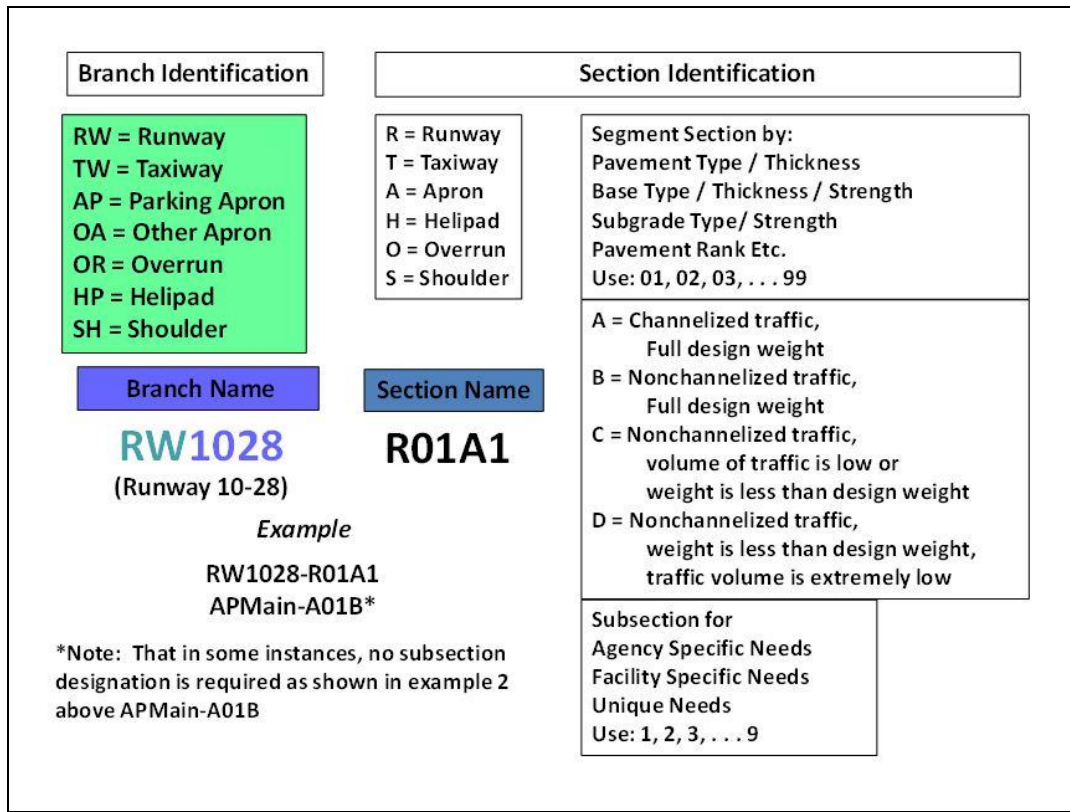 Branch Identification
Section Identification
RW = Runway
TW = Taxiway
AP = Parking Apron
OA = Other Apron
OR = Overrun
HP = Helipad
SH = Shoulder
R = Runway
T = Taxiway
A = Apron
H = Helipad
O = Overrun
S = Shoulder
Segment Section by:
Pavement Type / Thickness
Base Type / Thickness / Strength
Subgrade Type/ Strength
Pavement Rank Etc.
Use: 01, 02, 03, . . . 99
A = Channelized traffic,
Full design weight
B = Nonchannelized traffic,
Full design weight
C = Nonchannelized traffic,
volume of traffic is low or
weight is less than design weight
D = Nonchannelized traffic,
weight is less than design weight,
traffic volume is extremely low
Subsection for
Agency Specific Needs
Facility Specific Needs
Unique Needs
Use: 1, 2, 3, . . . 9
Branch Name
Section Name
RW1028
R01A1
(Runway 10-28)
Example
RW1028-R01A1
APMain-A01B*
*Note:  That in some instances, no subsection
designation is required as shown in example 2
above APMain-A01B